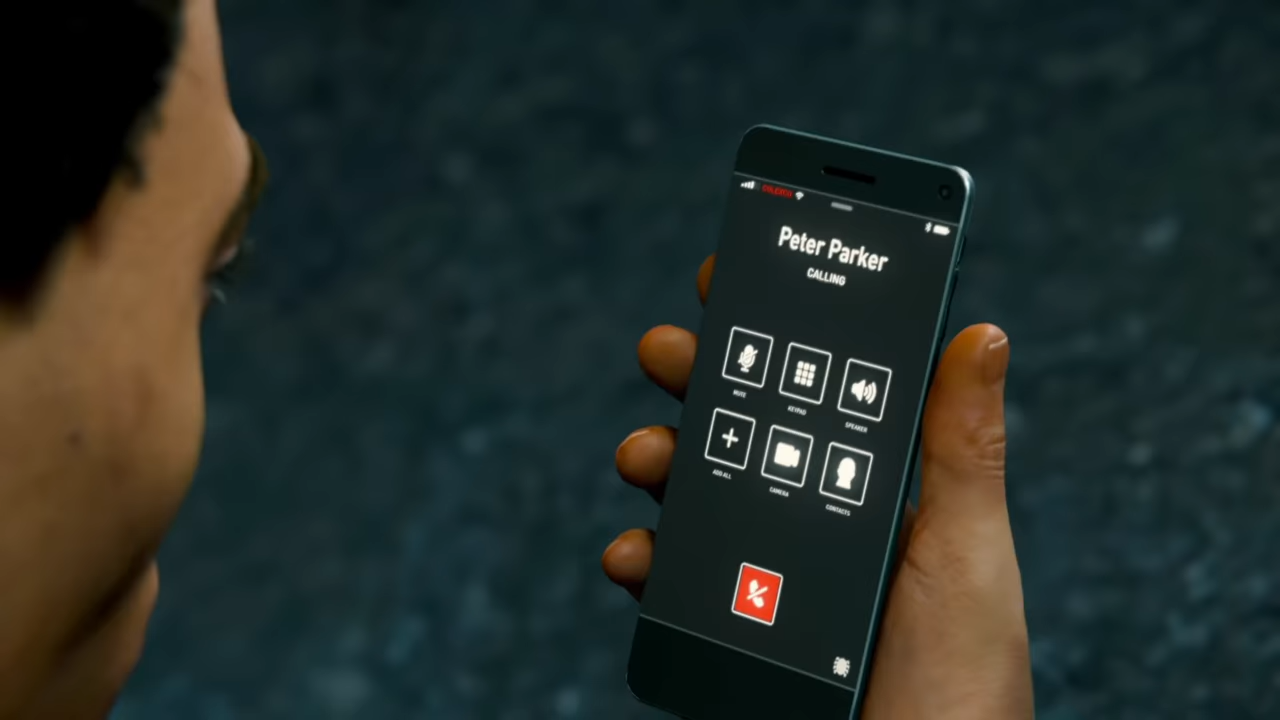 Peter Parker
CALLING
MUTE
KEYPAD
SPEAKER
ADD ALL
CAMERA
CONTACTS